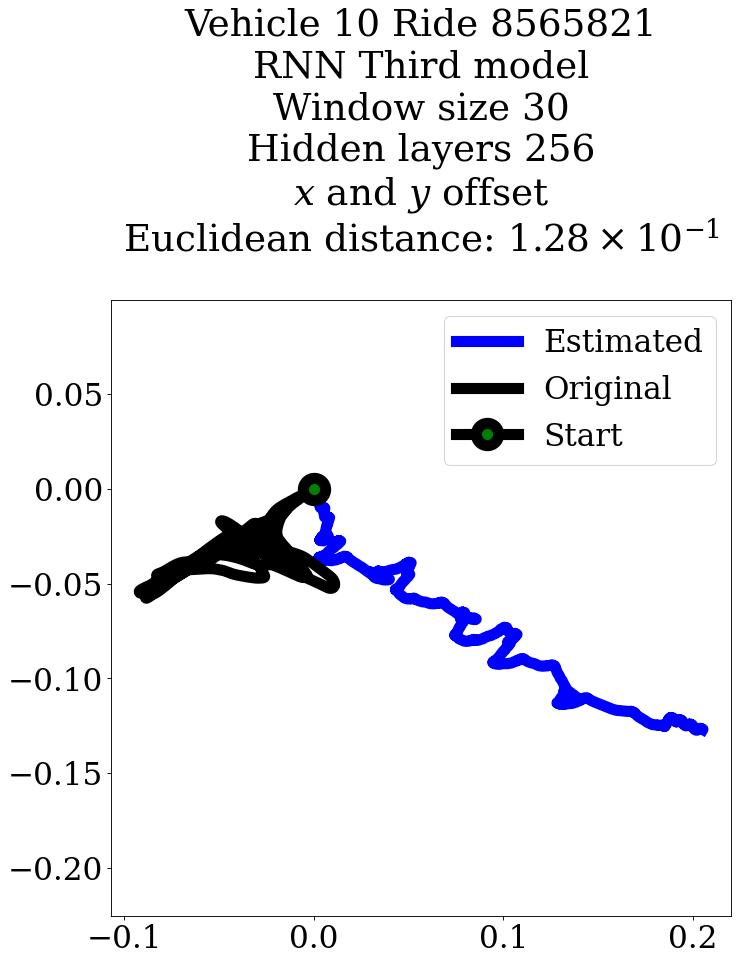 Vehicle 10 Ride 8565821
RNN Third model
Window size 30
Hidden layers 256
x and y offset
Euclidean distance: 1.28 × 10⁻¹
Estimated
Original
Start
0.05
0.00
−0.05
−0.10
−0.15
−0.20
−0.1 0.0 0.1 0.2